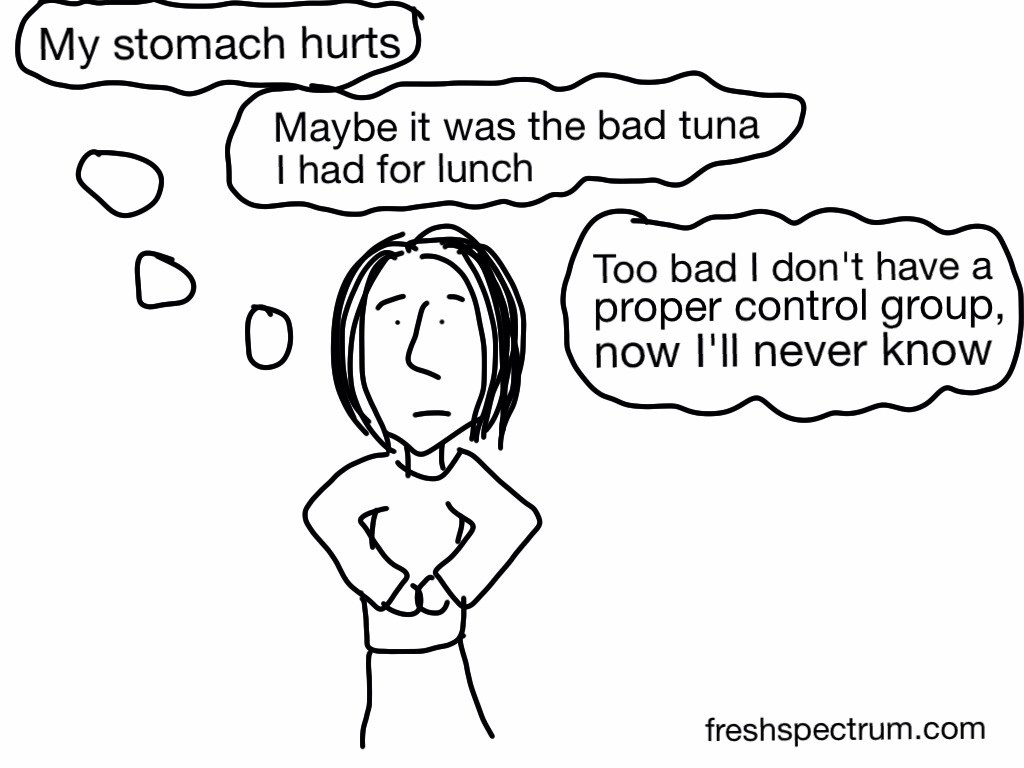 My stomach hurts
Maybe it was the bad tuna
I had for lunch
Too bad I don't have a
proper control group,
now I'll never know
freshspectrum.com